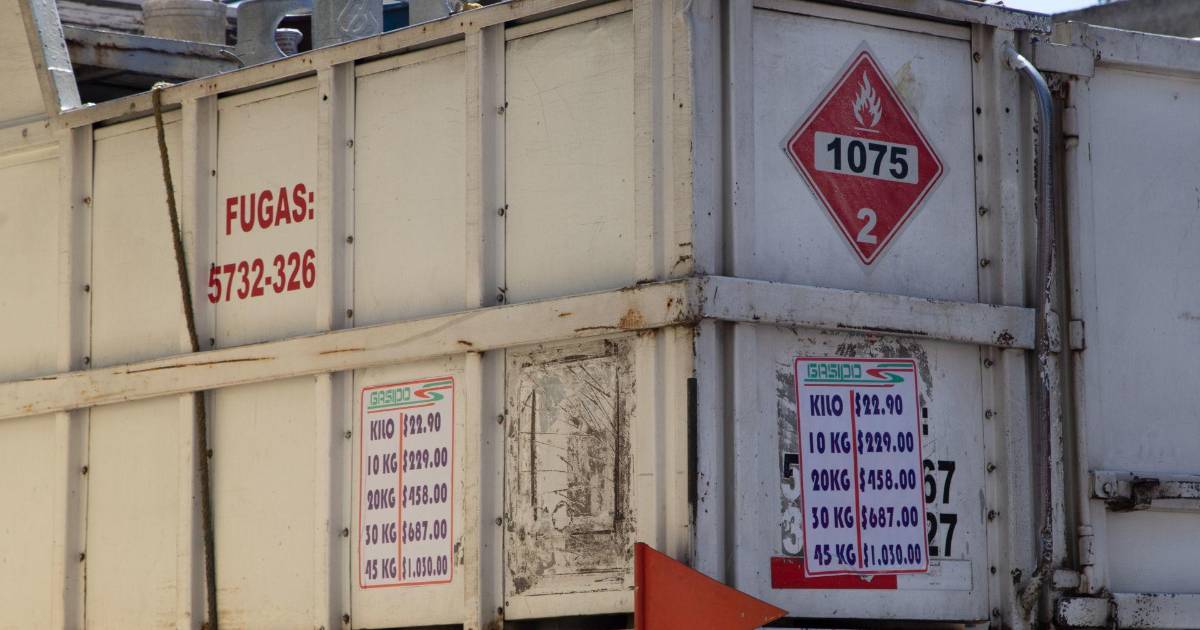 FUGAS:
5732-326
1075
2
GASIDO
KILO $22.90
10 KG $229.00
20KG $458.00
30 KG $687.00
45 KG $1,030.00
GASIDO
KILO $22.90
10 KG $229.00
20KG $458.00
30 KG $687.00
45 KG $1,030.00
67
27